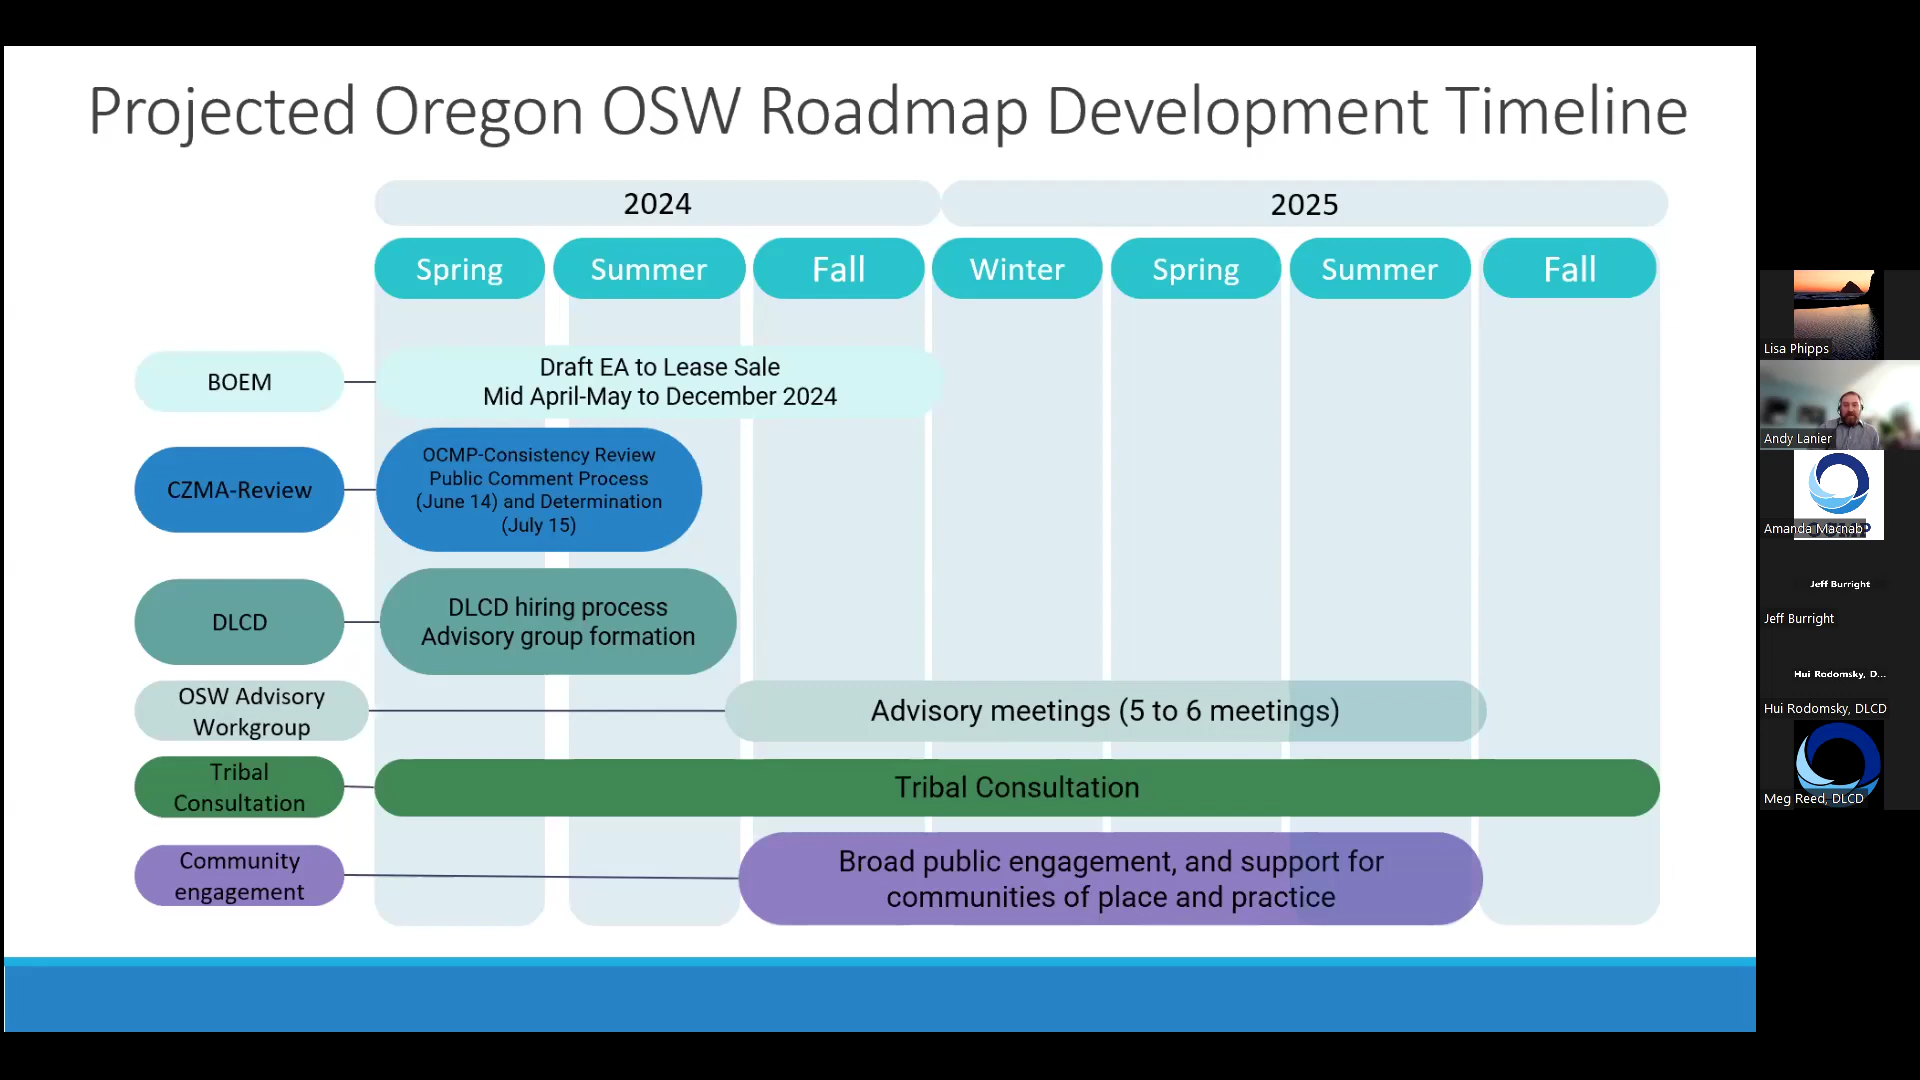 Projected Oregon OSW Roadmap Development Timeline
2024
2025
Spring
Summer
Fall
Winter
Spring
Summer
Fall
BOEM
Draft EA to Lease Sale
Mid April-May to December 2024
CZMA-Review
OCMP-Consistency Review
Public Comment Process
(June 14) and Determination
(July 15)
DLCD
DLCD hiring process
Advisory group formation
OSW Advisory
Workgroup
Advisory meetings (5 to 6 meetings)
Tribal
Consultation
Tribal Consultation
Community
engagement
Broad public engagement, and support for
communities of place and practice
Lisa Phipps
Andy Lanier
Amanda Macnab
Jeff Burright
Jeff Burright
Hui Rodomsky, D...
Hui Rodomsky, DLCD
Meg Reed, DLCD